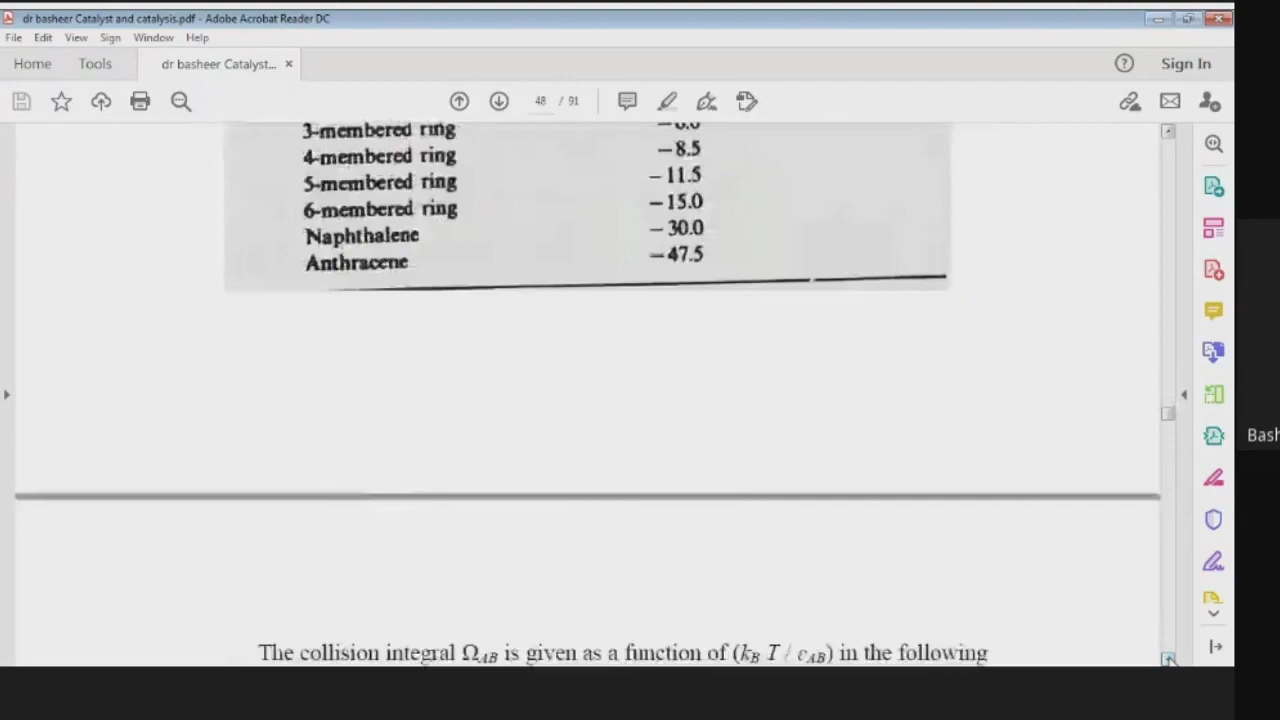 dr basheer Catalyst and catalysis.pdf - Adobe Acrobat Reader DC
File Edit View Sign Window Help
Home Tools dr basheer Catalyst... × Sign In
48 / 91
3-membered ring
4-membered ring −8.5
5-membered ring −11.5
6-membered ring −15.0
Naphthalene −30.0
Anthracene −47.5
The collision integral Ω_AB is given as a function of (k_B T / ε_AB) in the following
Bash